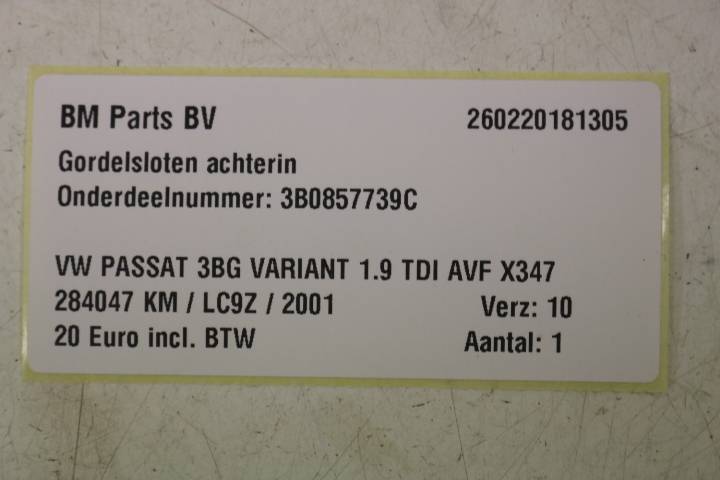 BM Parts BV 260220181305
Gordelsloten achterin
Onderdeelnummer: 3B0857739C
VW PASSAT 3BG VARIANT 1.9 TDI AVF X347
284047 KM / LC9Z / 2001 Verz: 10
20 Euro incl. BTW Aantal: 1